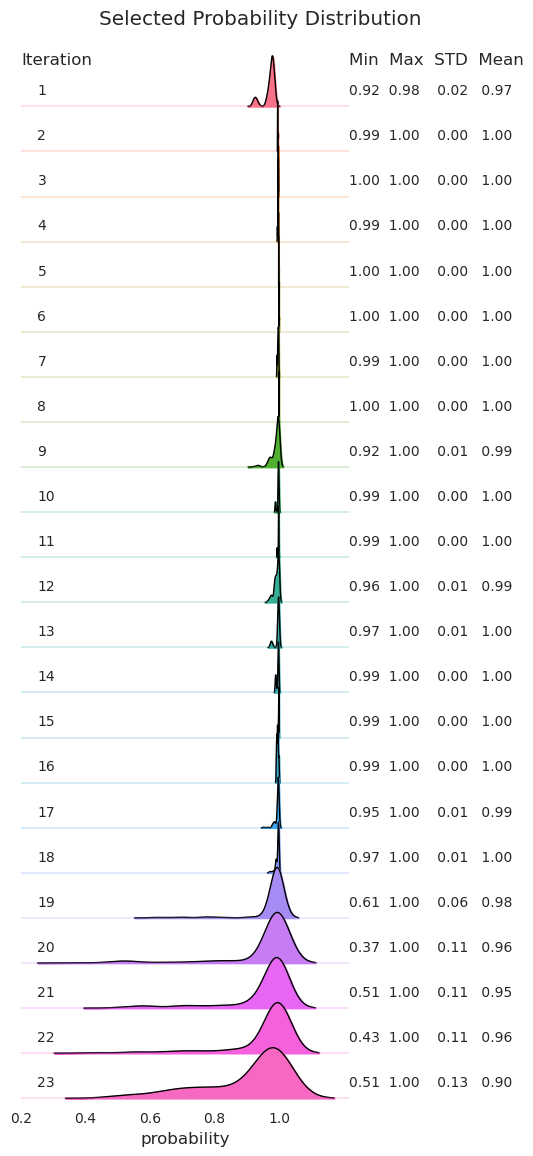 Selected Probability Distribution
Iteration Min Max STD Mean
1 0.92 0.98 0.02 0.97
2 0.99 1.00 0.00 1.00
3 1.00 1.00 0.00 1.00
4 0.99 1.00 0.00 1.00
5 1.00 1.00 0.00 1.00
6 1.00 1.00 0.00 1.00
7 0.99 1.00 0.00 1.00
8 1.00 1.00 0.00 1.00
9 0.92 1.00 0.01 0.99
10 0.99 1.00 0.00 1.00
11 0.99 1.00 0.00 1.00
12 0.96 1.00 0.01 0.99
13 0.97 1.00 0.01 1.00
14 0.99 1.00 0.00 1.00
15 0.99 1.00 0.00 1.00
16 0.99 1.00 0.00 1.00
17 0.95 1.00 0.01 0.99
18 0.97 1.00 0.01 1.00
19 0.61 1.00 0.06 0.98
20 0.37 1.00 0.11 0.96
21 0.51 1.00 0.11 0.95
22 0.43 1.00 0.11 0.96
23 0.51 1.00 0.13 0.90
0.2 0.4 0.6 0.8 1.0
probability